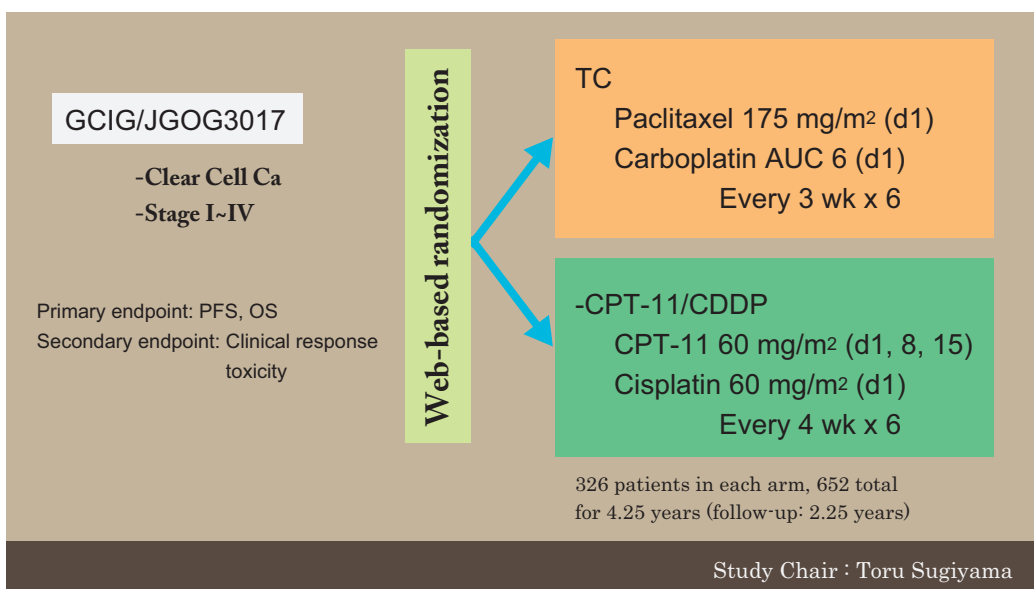 GCIG/JGOG3017
-Clear Cell Ca
-Stage I~IV
Primary endpoint: PFS, OS
Secondary endpoint: Clinical response
toxicity
Web-based randomization
TC
Paclitaxel 175 mg/m² (d1)
Carboplatin AUC 6 (d1)
Every 3 wk x 6
-CPT-11/CDDP
CPT-11 60 mg/m² (d1, 8, 15)
Cisplatin 60 mg/m² (d1)
Every 4 wk x 6
326 patients in each arm, 652 total
for 4.25 years (follow-up: 2.25 years)
Study Chair : Toru Sugiyama